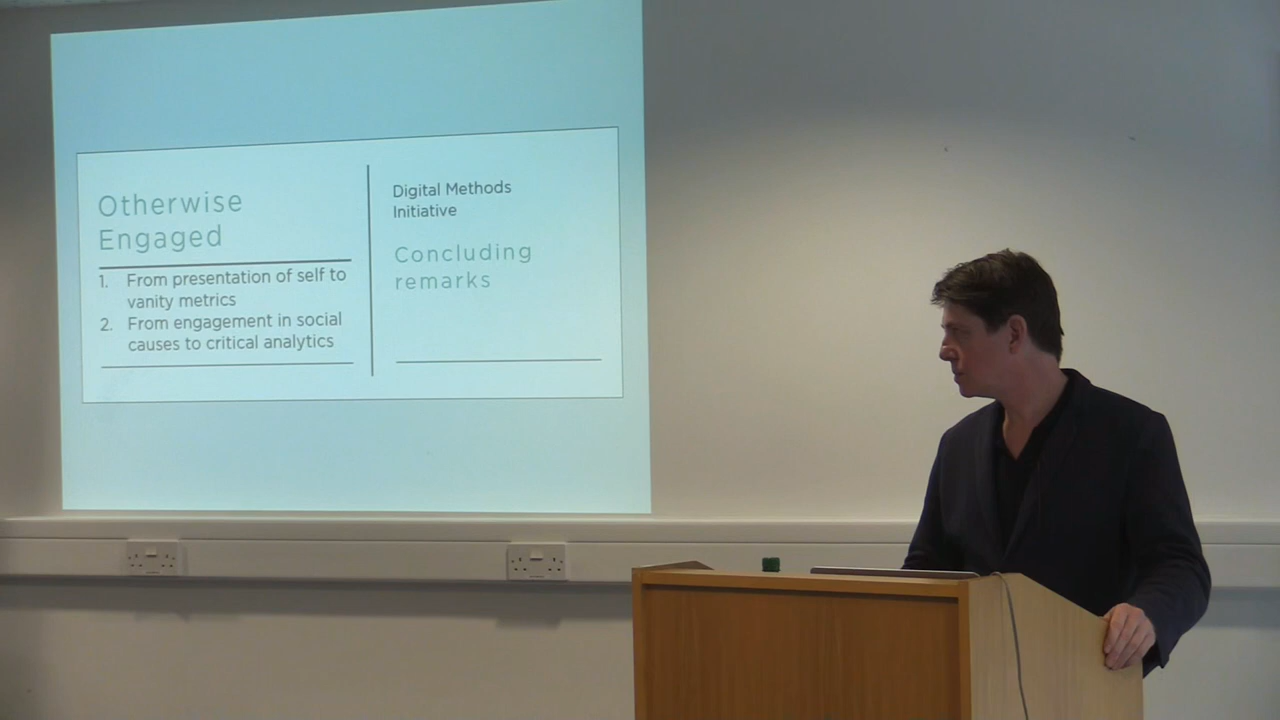 Otherwise
Engaged
1. From presentation of self to
vanity metrics
2. From engagement in social
causes to critical analytics
Digital Methods
Initiative
Concluding
remarks